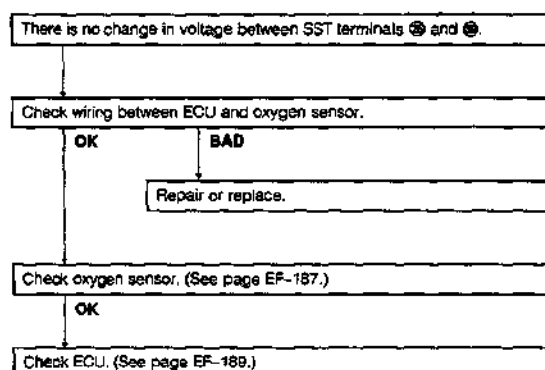 There is no change in voltage between SST terminals and .
Check wiring between ECU and oxygen sensor.
OK BAD
Repair or replace.
Check oxygen sensor. (See page EF–187.)
OK
Check ECU. (See page EF–189.)